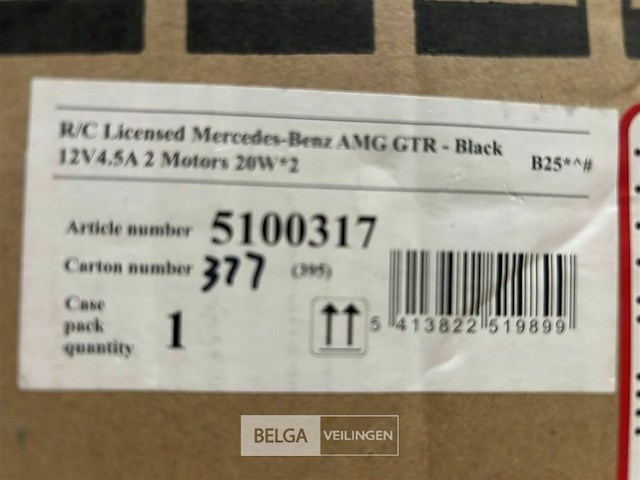 R/C Licensed Mercedes-Benz AMG GTR - Black
12V4.5A 2 Motors 20W*2
B25*^#
Article number 5100317
Carton number 377 (395)
Case
pack
quantity
1
5 413822 519899
BELGA VEILINGEN